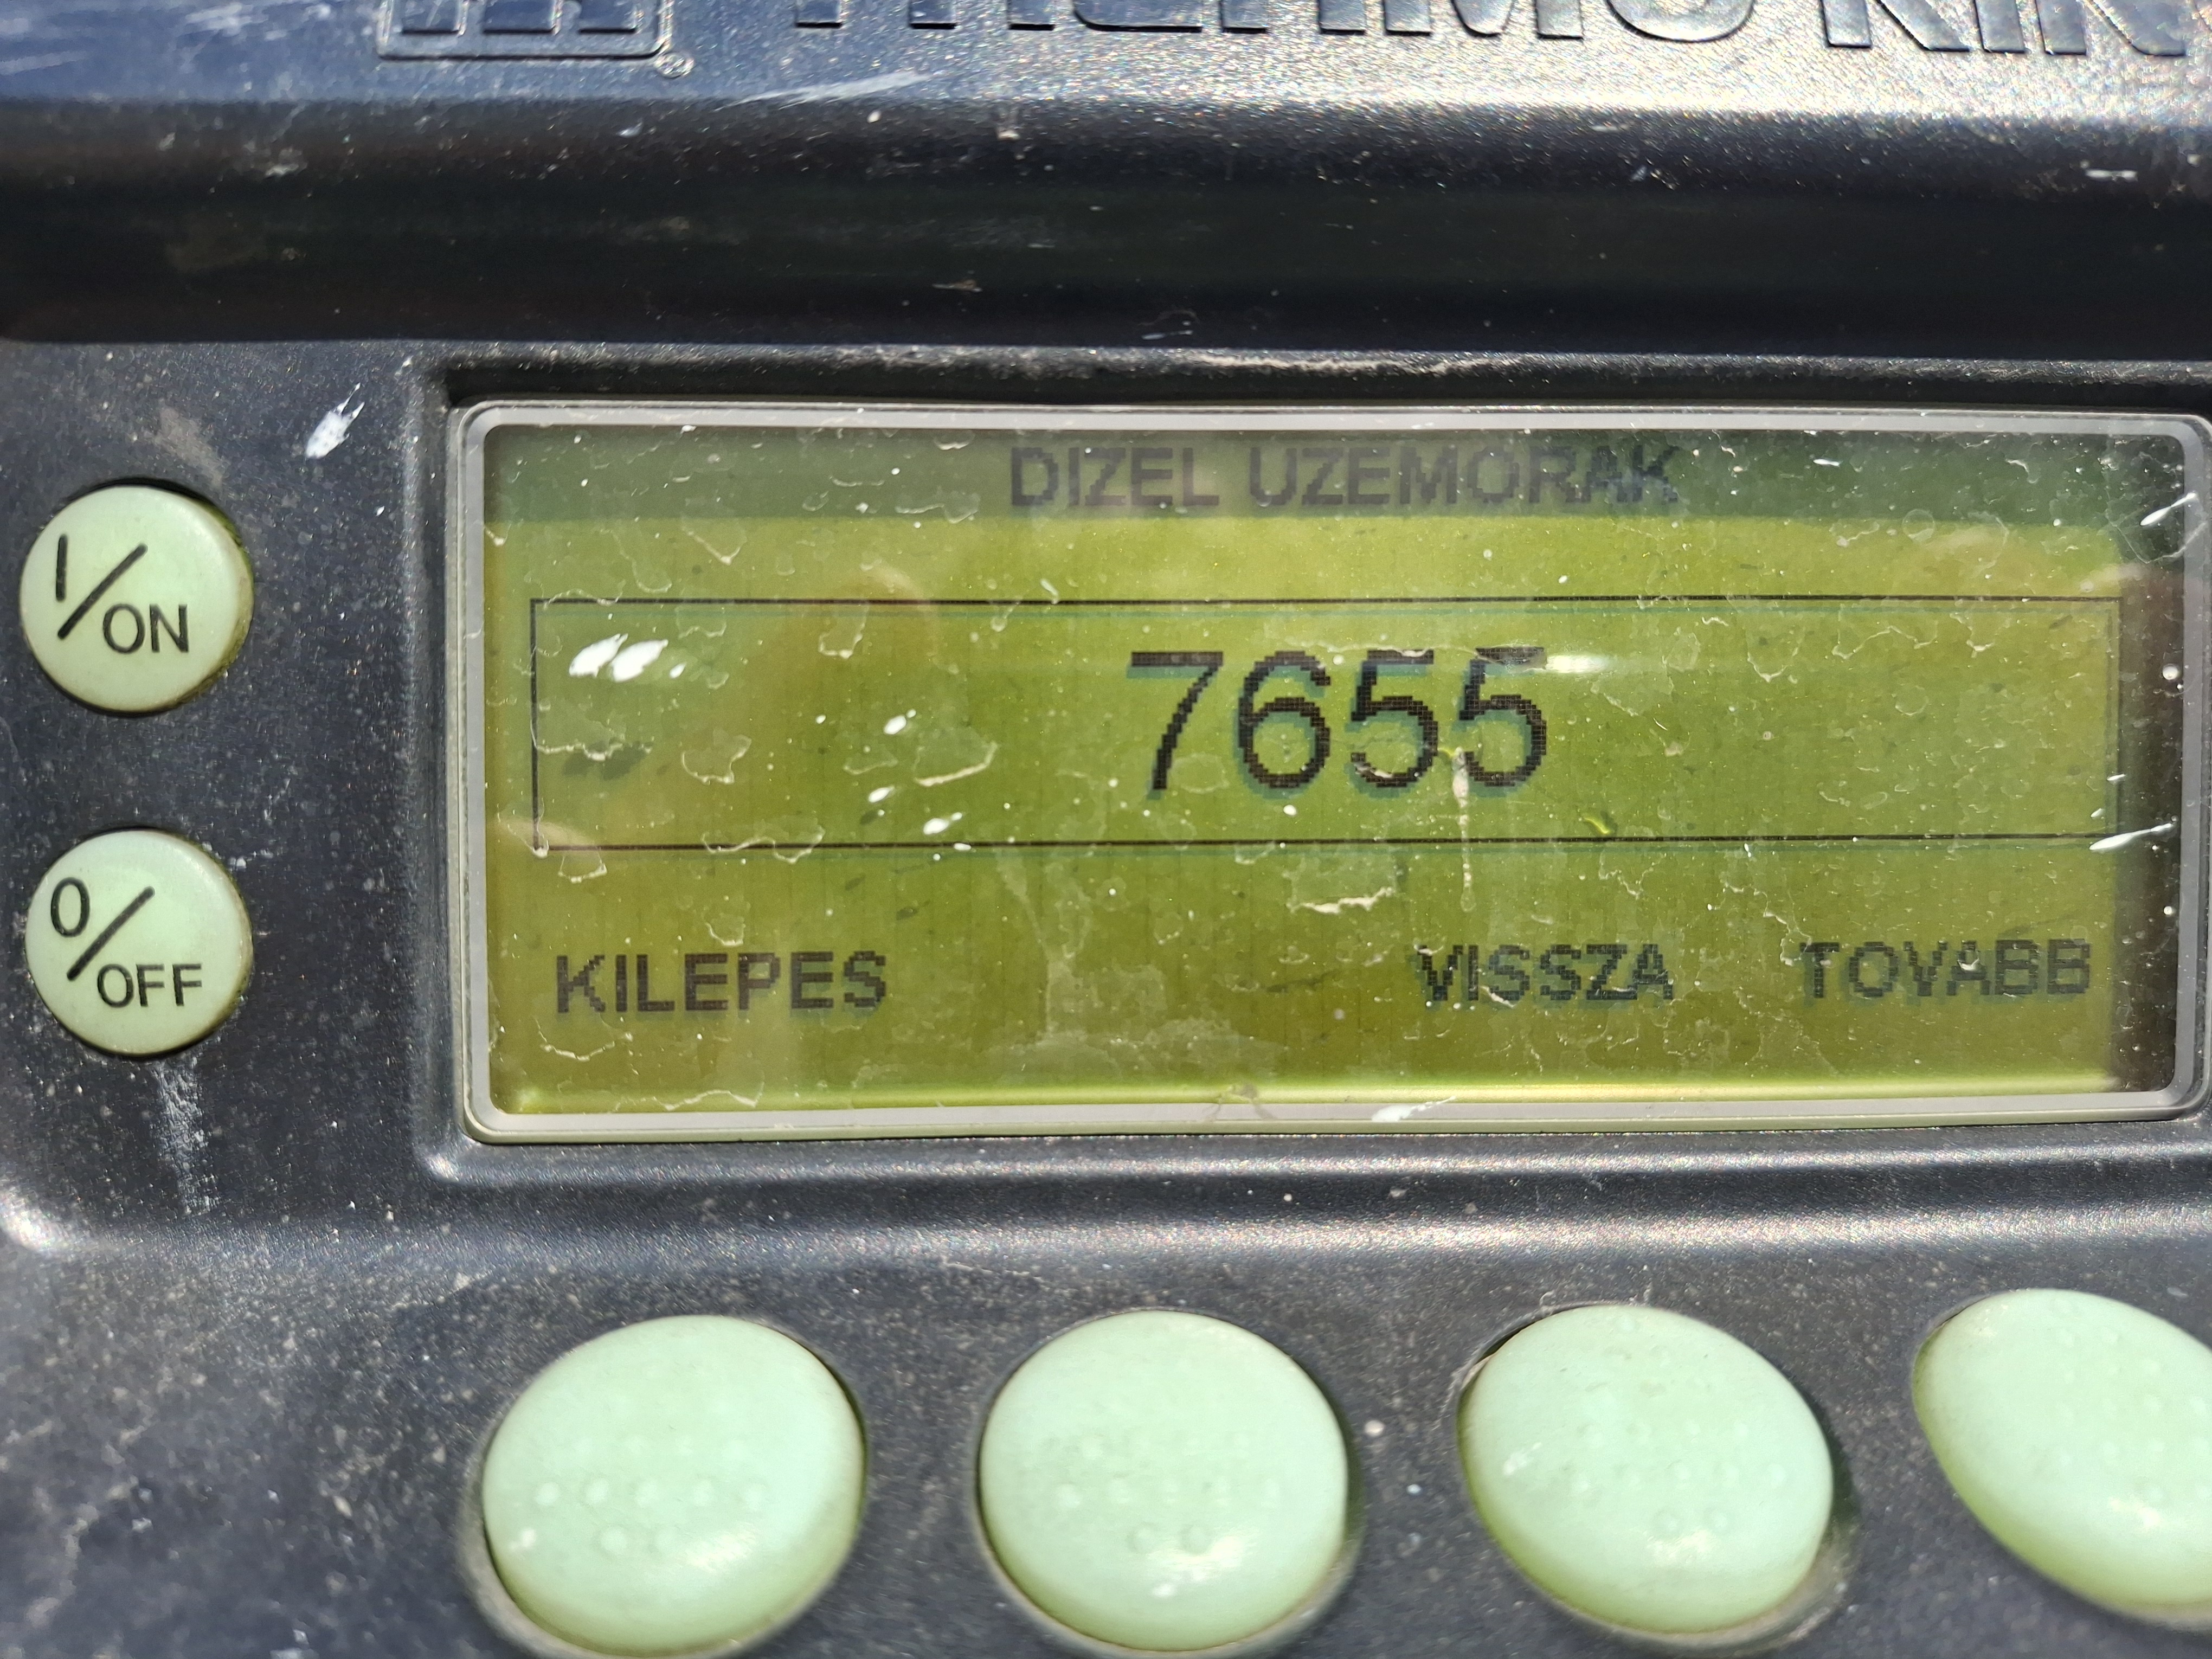 DIZEL UZEMORAK
I/ON
7655
0/OFF
KILEPES VISSZA TOVABB